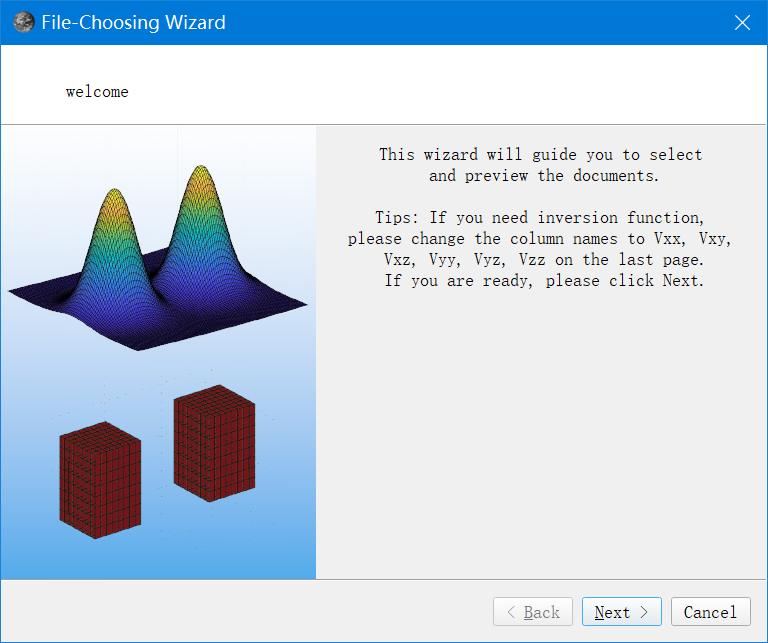 File-Choosing Wizard
welcome
This wizard will guide you to select
and preview the documents.
Tips: If you need inversion function,
please change the column names to Vxx, Vxy,
Vxz, Vyy, Vyz, Vzz on the last page.
If you are ready, please click Next.
< Back Next > Cancel